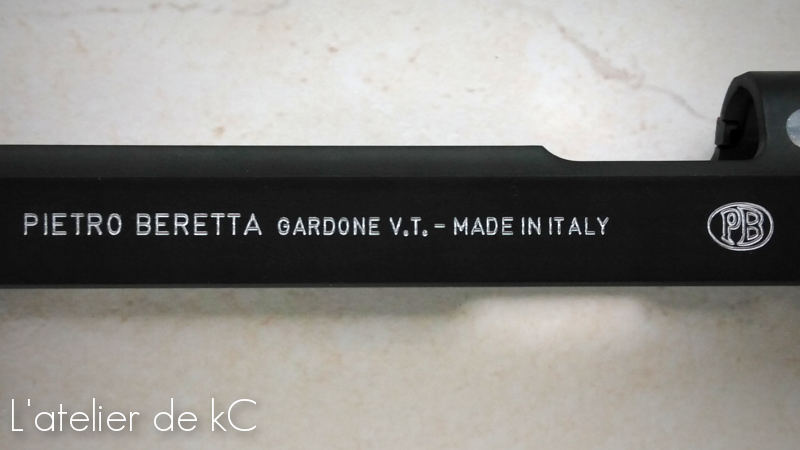 PIETRO BERETTA GARDONE V.T. - MADE IN ITALY
PB
L'atelier de kC